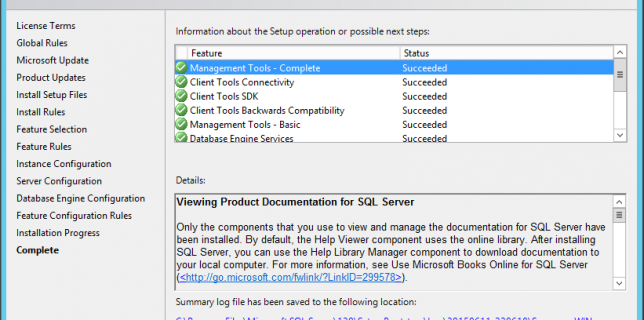 License Terms
Global Rules
Microsoft Update
Product Updates
Install Setup Files
Install Rules
Feature Selection
Feature Rules
Instance Configuration
Server Configuration
Database Engine Configuration
Feature Configuration Rules
Installation Progress
Complete
Information about the Setup operation or possible next steps:
Feature Status
Management Tools - Complete Succeeded
Client Tools Connectivity Succeeded
Client Tools SDK Succeeded
Client Tools Backwards Compatibility Succeeded
Management Tools - Basic Succeeded
Database Engine Services Succeeded
Details:
Viewing Product Documentation for SQL Server
Only the components that you use to view and manage the documentation for SQL Server have
been installed. By default, the Help Viewer component uses the online library. After installing
SQL Server, you can use the Help Library Manager component to download documentation to
your local computer. For more information, see Use Microsoft Books Online for SQL Server
(<http://go.microsoft.com/fwlink/?LinkID=299578>).
Summary log file has been saved to the following location: